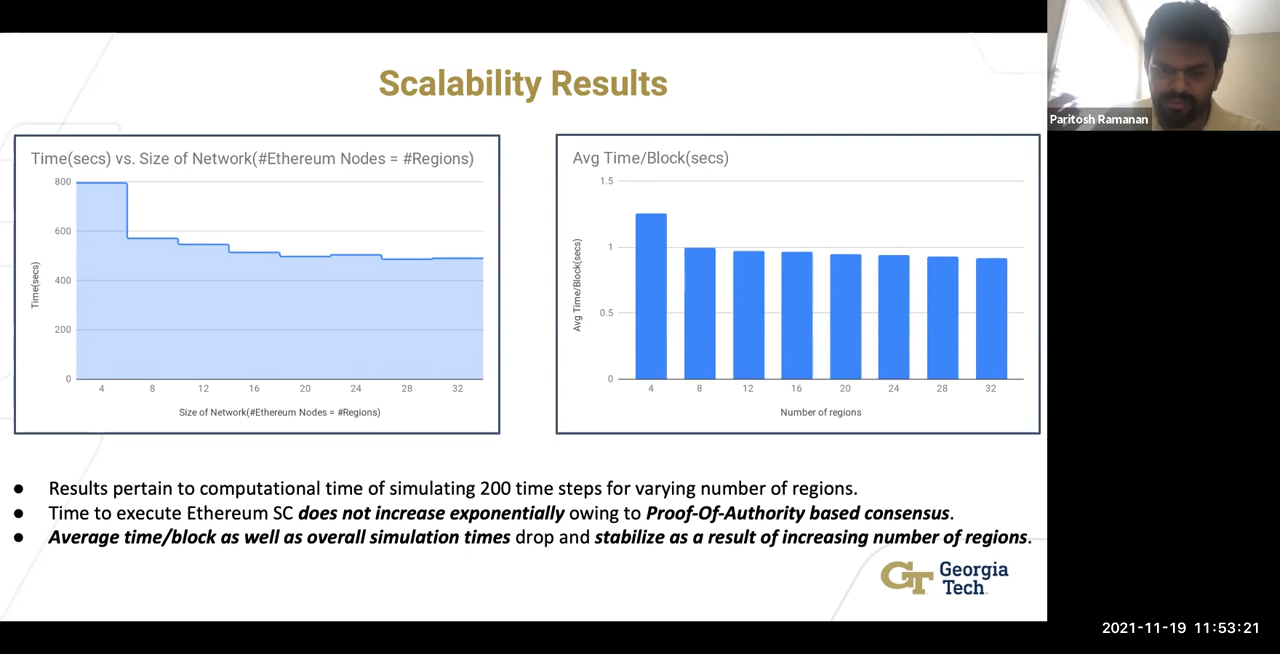 Scalability Results
Paritosh Ramanan
Time(secs) vs. Size of Network(#Ethereum Nodes = #Regions)
800
600
400
200
0
Time(secs)
4 8 12 16 20 24 28 32
Size of Network(#Ethereum Nodes = #Regions)
Avg Time/Block(secs)
1.5
1
0.5
0
Avg Time/Block(secs)
4 8 12 16 20 24 28 32
Number of regions
● Results pertain to computational time of simulating 200 time steps for varying number of regions.
● Time to execute Ethereum SC does not increase exponentially owing to Proof-Of-Authority based consensus.
● Average time/block as well as overall simulation times drop and stabilize as a result of increasing number of regions.
GT Georgia
Tech
2021-11-19 11:53:21